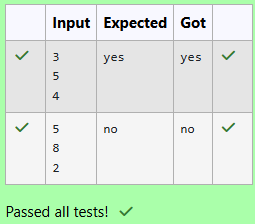 Input Expected Got
3 yes yes
5
4
5 no no
8
2
Passed all tests!